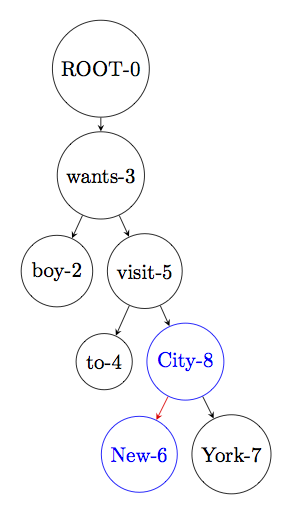 ROOT-0
wants-3
boy-2 visit-5
to-4 City-8
New-6 York-7